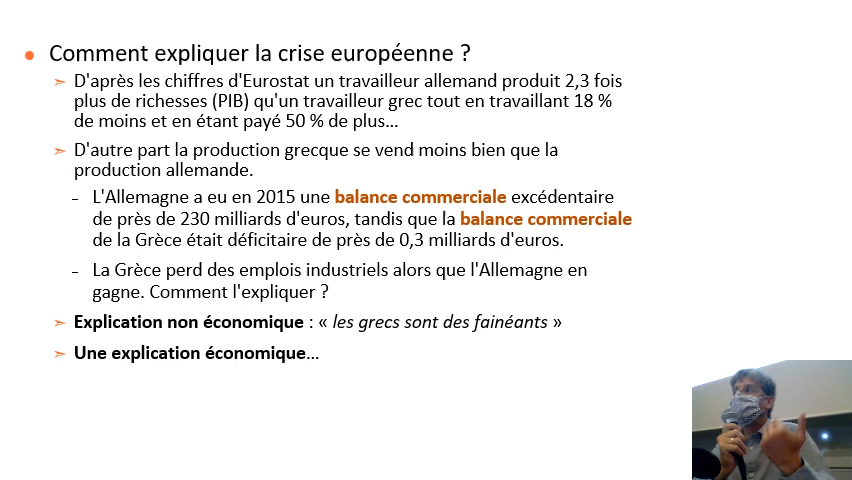 Comment expliquer la crise européenne ?
D'après les chiffres d'Eurostat un travailleur allemand produit 2,3 fois
plus de richesses (PIB) qu'un travailleur grec tout en travaillant 18 %
de moins et en étant payé 50 % de plus...
D'autre part la production grecque se vend moins bien que la
production allemande.
L'Allemagne a eu en 2015 une balance commerciale excédentaire
de près de 230 milliards d'euros, tandis que la balance commerciale
de la Grèce était déficitaire de près de 0,3 milliards d'euros.
La Grèce perd des emplois industriels alors que l'Allemagne en
gagne. Comment l'expliquer ?
Explication non économique : « les grecs sont des fainéants »
Une explication économique...